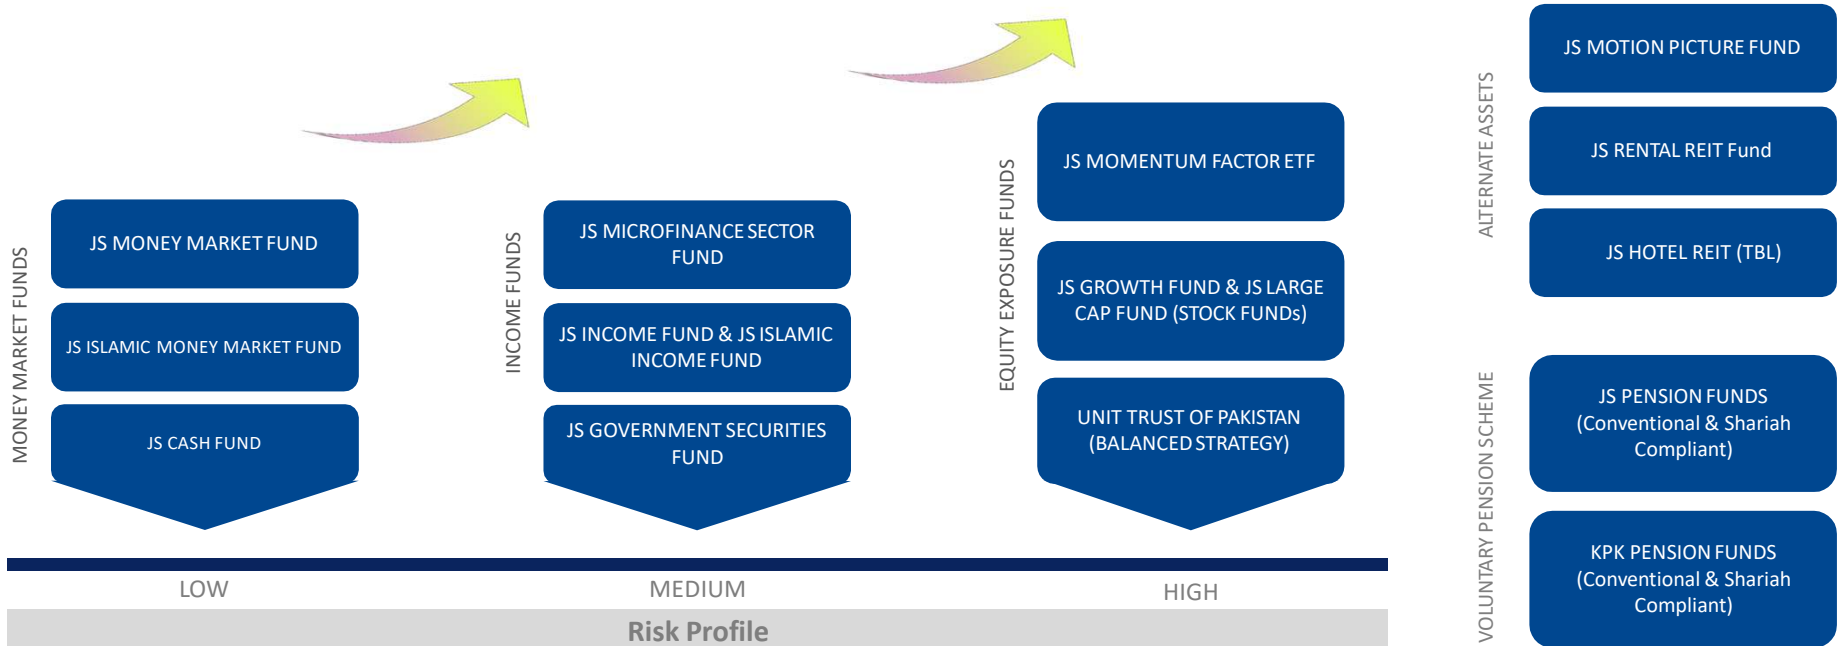 MONEY MARKET FUNDS
JS MONEY MARKET FUND
JS ISLAMIC MONEY MARKET FUND
JS CASH FUND
INCOME FUNDS
JS MICROFINANCE SECTOR
FUND
JS INCOME FUND & JS ISLAMIC
INCOME FUND
JS GOVERNMENT SECURITIES
FUND
EQUITY EXPOSURE FUNDS
JS MOMENTUM FACTOR ETF
JS GROWTH FUND & JS LARGE
CAP FUND (STOCK FUNDs)
UNIT TRUST OF PAKISTAN
(BALANCED STRATEGY)
LOW
MEDIUM
HIGH
Risk Profile
ALTERNATE ASSETS
JS MOTION PICTURE FUND
JS RENTAL REIT Fund
JS HOTEL REIT (TBL)
VOLUNTARY PENSION SCHEME
JS PENSION FUNDS
(Conventional & Shariah
Compliant)
KPK PENSION FUNDS
(Conventional & Shariah
Compliant)